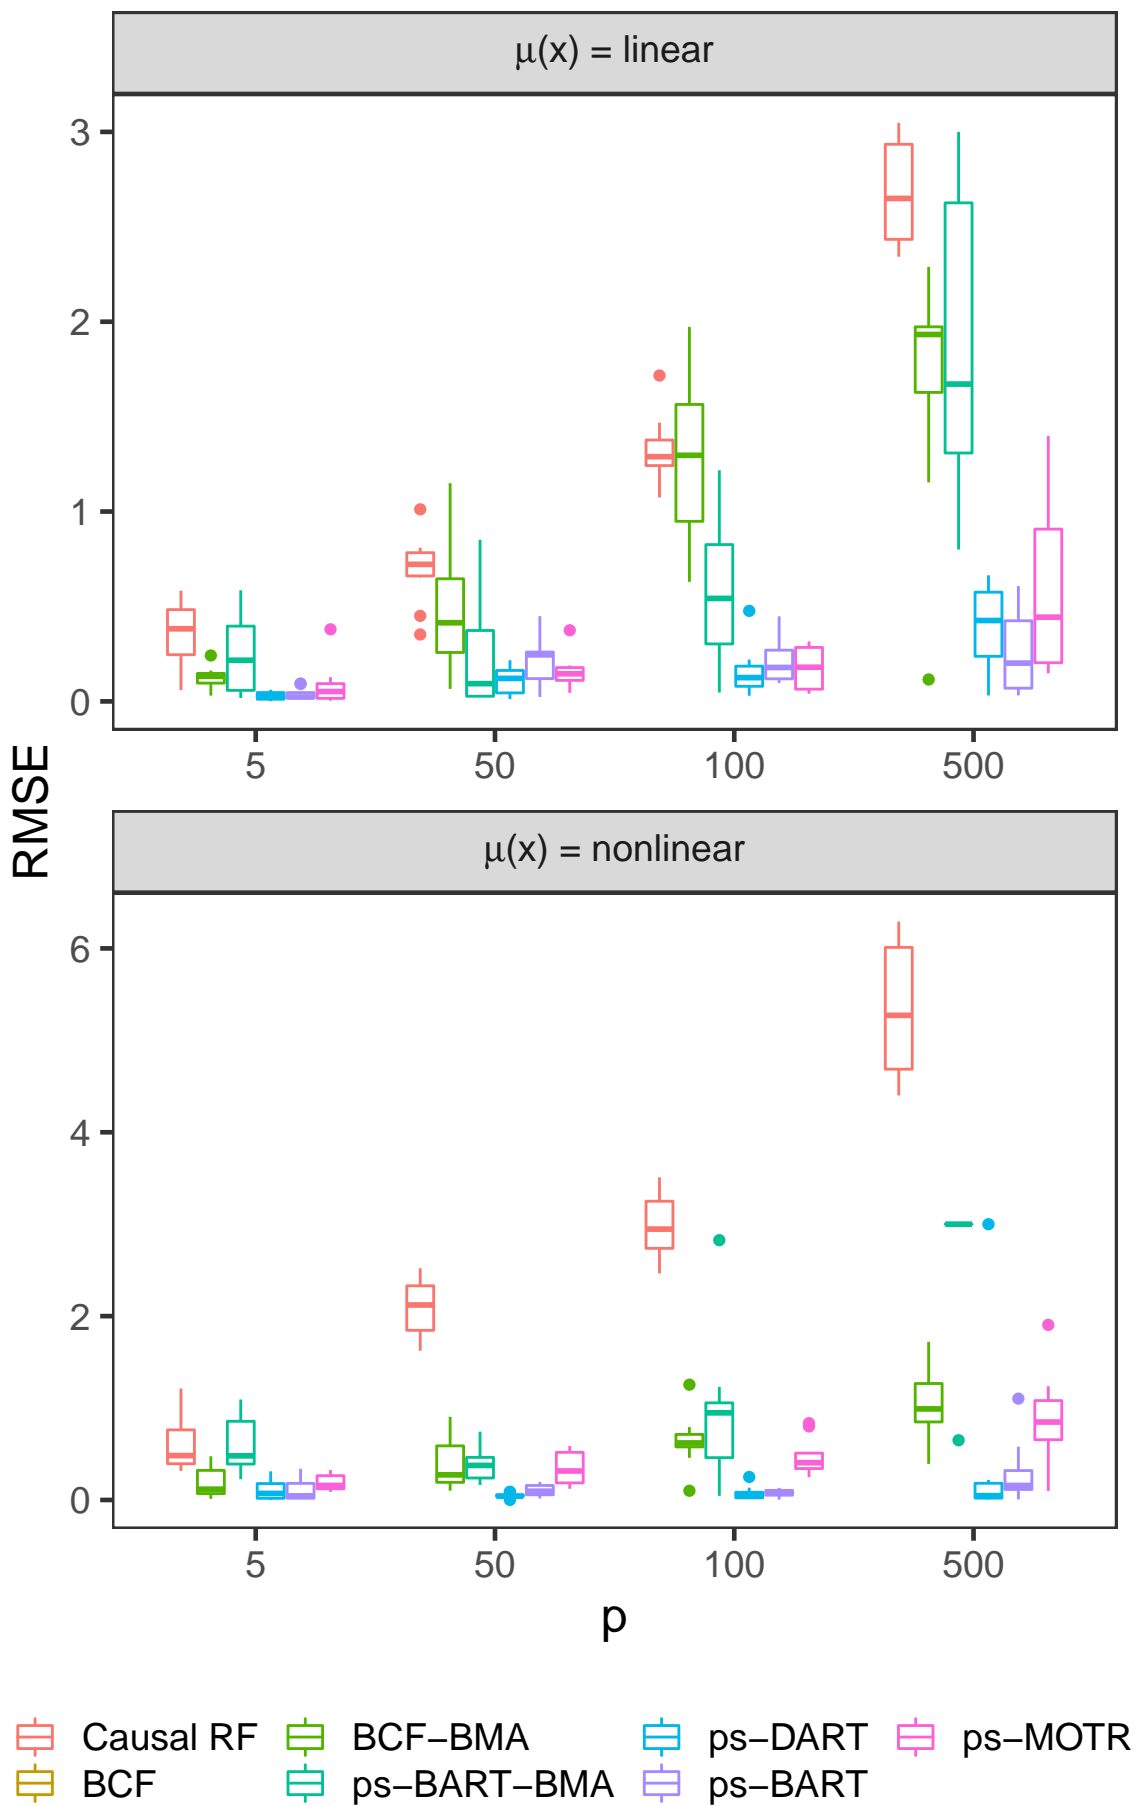 μ(x) = linear
3
2
1
0
5 50 100 500
RMSE
μ(x) = nonlinear
6
4
2
0
5 50 100 500
p
Causal RF BCF−BMA ps−DART ps−MOTR
BCF ps−BART−BMA ps−BART